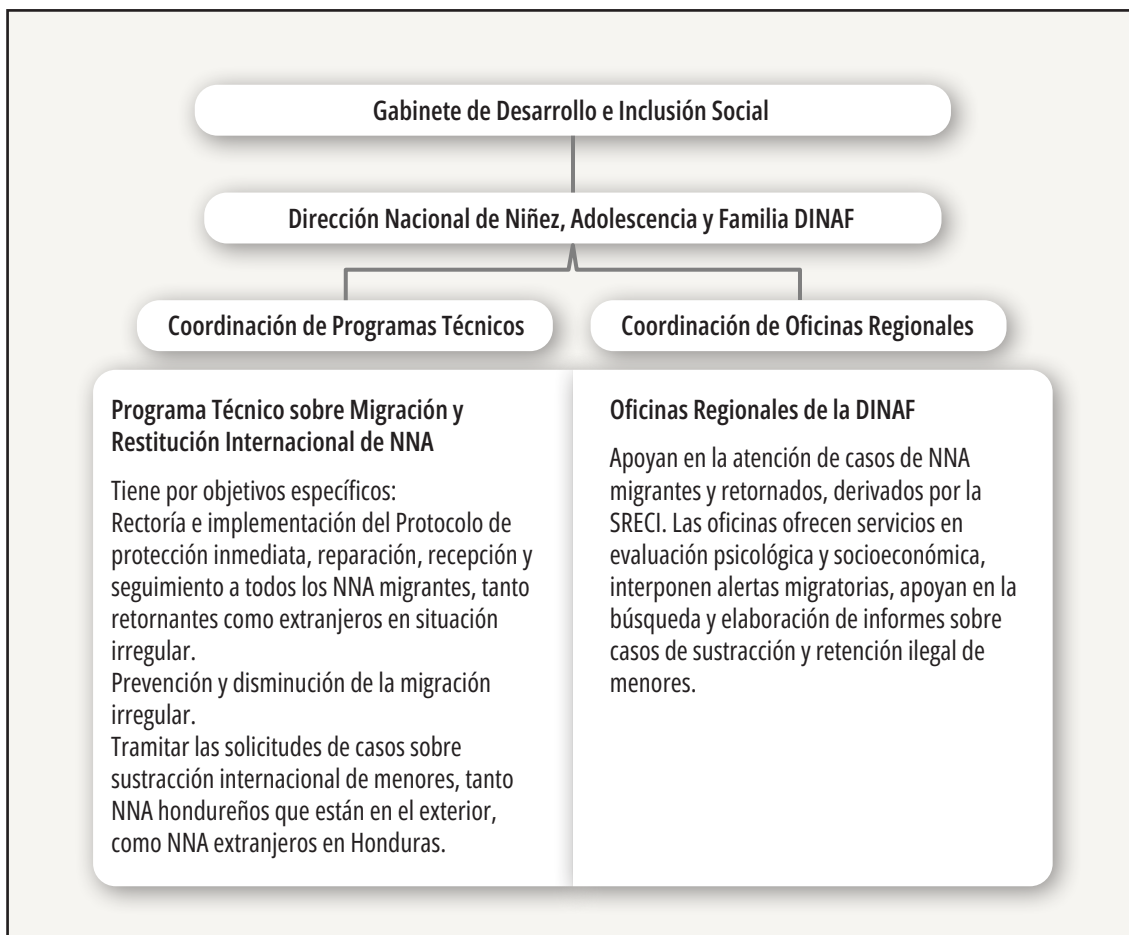 Gabinete de Desarrollo e Inclusión Social
Dirección Nacional de Niñez, Adolescencia y Familia DINAF
Coordinación de Programas Técnicos
Coordinación de Oficinas Regionales
Programa Técnico sobre Migración y
Restitución Internacional de NNA
Tiene por objetivos específicos:
Rectoría e implementación del Protocolo de
protección inmediata, reparación, recepción y
seguimiento a todos los NNA migrantes, tanto
retornantes como extranjeros en situación
irregular.
Prevención y disminución de la migración
irregular.
Tramitar las solicitudes de casos sobre
sustracción internacional de menores, tanto
NNA hondureños que están en el exterior,
como NNA extranjeros en Honduras.
Oficinas Regionales de la DINAF
Apoyan en la atención de casos de NNA
migrantes y retornados, derivados por la
SRECI. Las oficinas ofrecen servicios en
evaluación psicológica y socioeconómica,
interponen alertas migratorias, apoyan en la
búsqueda y elaboración de informes sobre
casos de sustracción y retención ilegal de
menores.